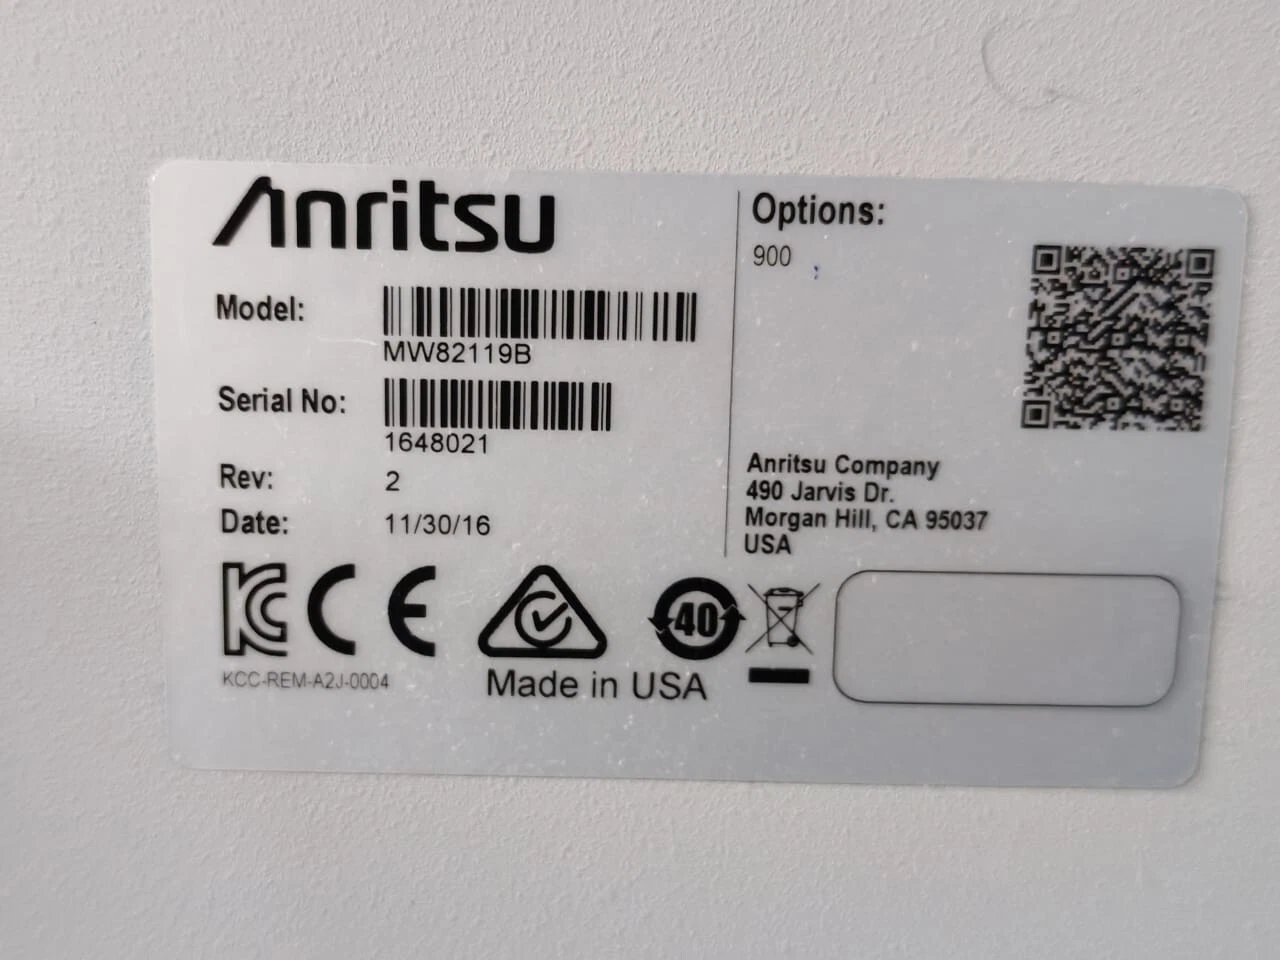 Anritsu
Model:
MW82119B
Serial No:
1648021
Rev: 2
Date: 11/30/16
Options:
900
Anritsu Company
490 Jarvis Dr.
Morgan Hill, CA 95037
USA
CE
40
KCC-REM-A2J-0004
Made in USA